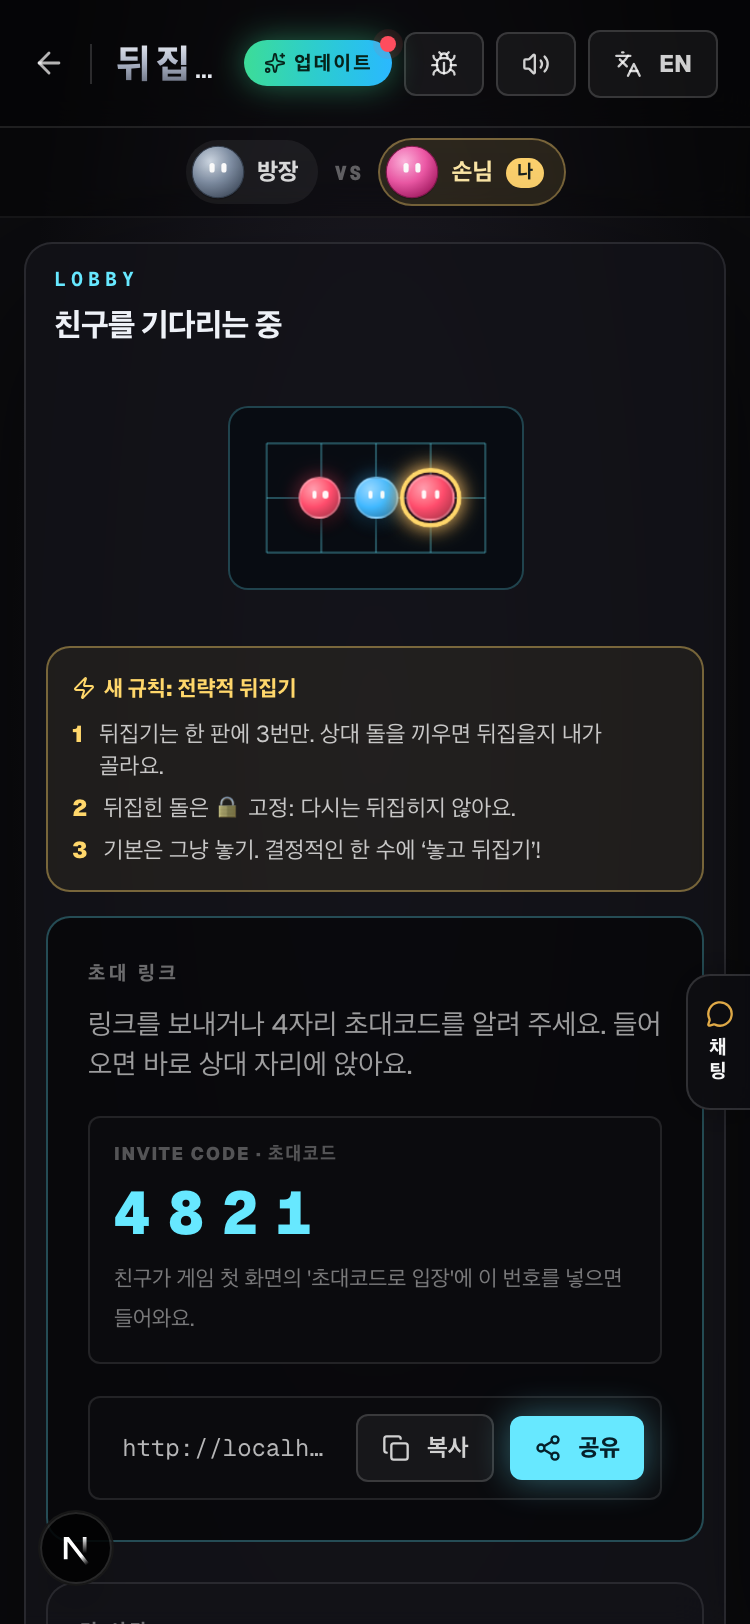 뒤집...
업데이트
EN
방장
VS
손님
나
LOBBY
친구를 기다리는 중
새 규칙: 전략적 뒤집기
1 뒤집기는 한 판에 3번만. 상대 돌을 끼우면 뒤집을지 내가
골라요.
2 뒤집힌 돌은 🔒 고정: 다시는 뒤집히지 않아요.
3 기본은 그냥 놓기. 결정적인 한 수에 ‘놓고 뒤집기’!
초대 링크
링크를 보내거나 4자리 초대코드를 알려 주세요. 들어
오면 바로 상대 자리에 앉아요.
채
팅
INVITE CODE · 초대코드
4821
친구가 게임 첫 화면의 '초대코드로 입장'에 이 번호를 넣으면
들어와요.
http://localh...
복사
공유
N